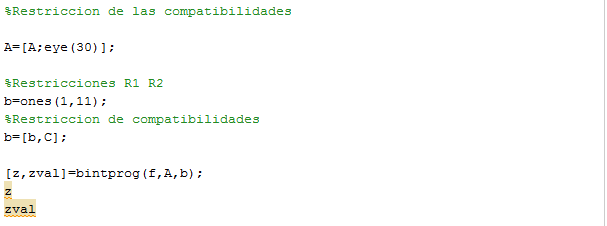 %Restriccion de las compatibilidades
A=[A;eye(30)];
%Restricciones R1 R2
b=ones(1,11);
%Restriccion de compatibilidades
b=[b,C];
[z,zval]=bintprog(f,A,b);
z
zval